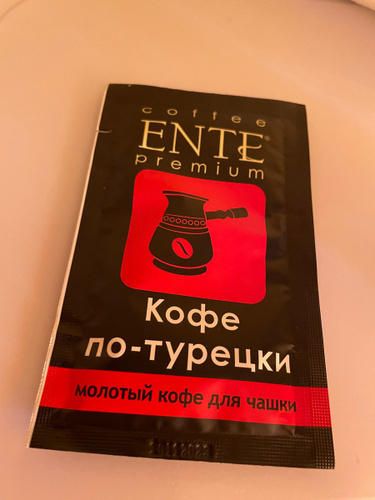 coffee
ENTE®
premium
Кофе
по-турецки
молотый кофе для чашки